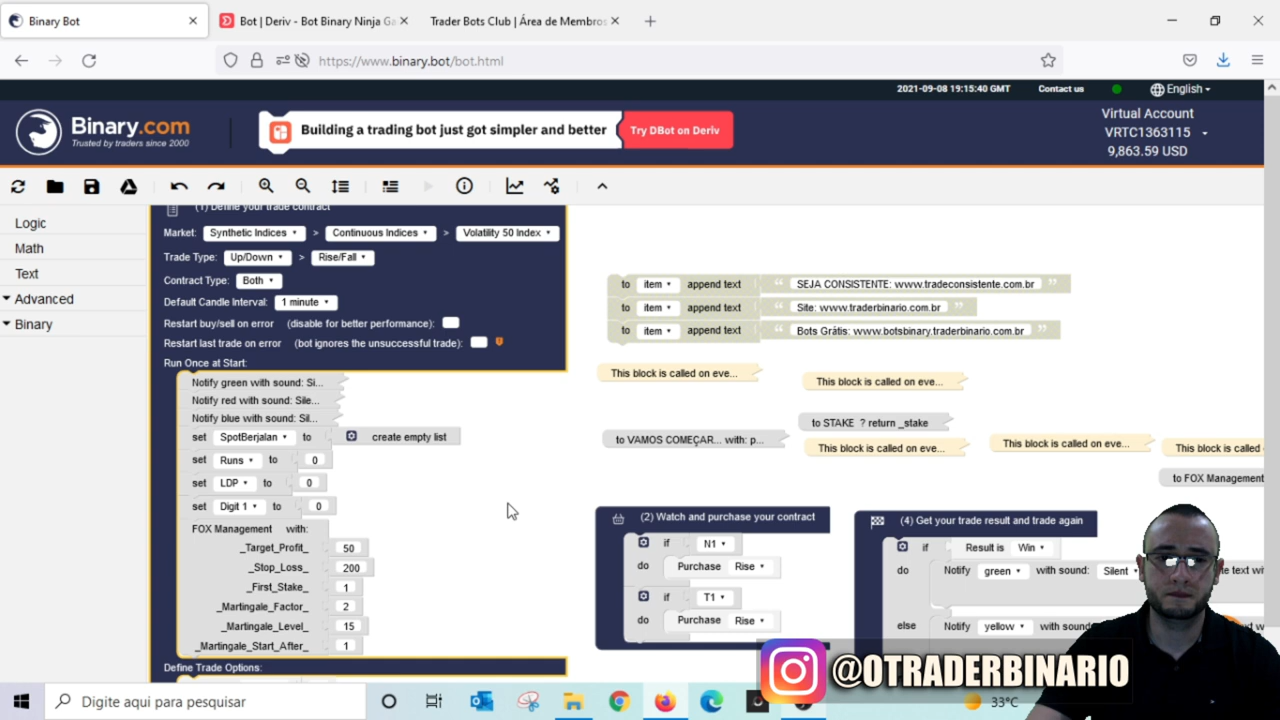 Binary Bot
Bot | Deriv - Bot Binary Ninja Ga
Trader Bots Club | Área de Membros
https://www.binary.bot/bot.html
2021-09-08 19:15:40 GMT
Contact us
English
Binary.com
Trusted by traders since 2000
Building a trading bot just got simpler and better
Try DBot on Deriv
Virtual Account
VRTC1363115
9,863.59 USD
Logic
Math
Text
Advanced
Binary
(1) Define your trade contract
Market: Synthetic Indices > Continuous Indices > Volatility 50 Index
Trade Type: Up/Down > Rise/Fall
Contract Type: Both
Default Candle Interval: 1 minute
Restart buy/sell on error (disable for better performance):
Restart last trade on error (bot ignores the unsuccessful trade):
Run Once at Start:
Notify green with sound: Si...
Notify red with sound: Sile...
Notify blue with sound: Sil...
set SpotBerjalan to create empty list
set Runs to 0
set LDP to 0
set Digit 1 to 0
FOX Management with:
_Target_Profit_ 50
_Stop_Loss_ 200
_First_Stake_ 1
_Martingale_Factor_ 2
_Martingale_Level_ 15
_Martingale_Start_After_ 1
Define Trade Options:
to item append text “ SEJA CONSISTENTE: www.tradeconsistente.com.br ”
to item append text “ Site: www.traderbinario.com.br ”
to item append text “ Bots Grátis: www.botsbinary.traderbinario.com.br ”
This block is called on eve...
This block is called on eve...
to STAKE ? return _stake
to VAMOS COMEÇAR... with: p...
This block is called on eve...
This block is called on eve...
This block is called
to FOX Management
(2) Watch and purchase your contract
if N1
do Purchase Rise
if T1
do Purchase Rise
(4) Get your trade result and trade again
if Result is Win
do Notify green with sound: Silent
else Notify yellow with sound
@OTRADERBINARIO
Digite aqui para pesquisar
33°C